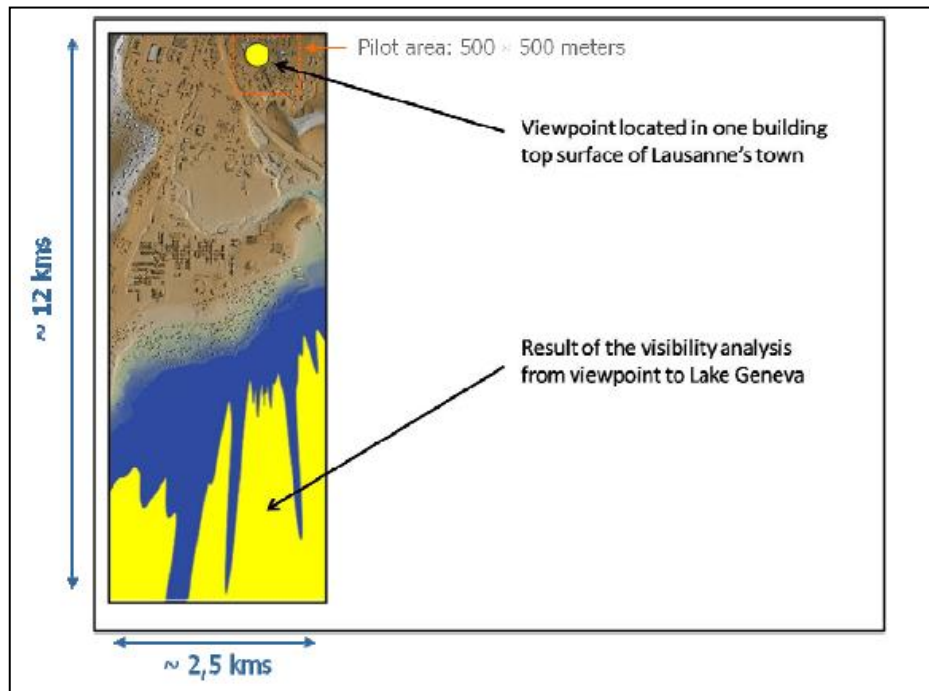 Pilot area: 500 × 500 meters
Viewpoint located in one building
top surface of Lausanne's town
~ 12 kms
Result of the visibility analysis
from viewpoint to Lake Geneva
~ 2,5 kms